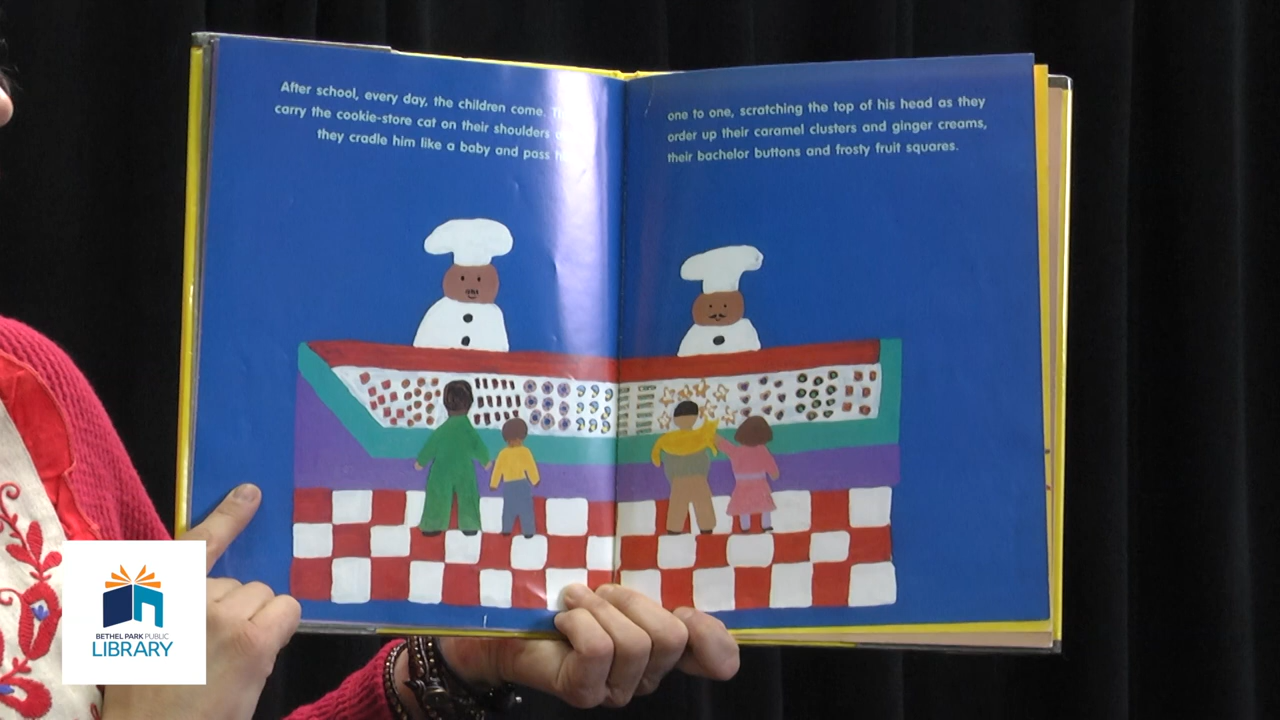 After school, every day, the children come.
carry the cookie-store cat on their shoulders
they cradle him like a baby and pass
one to one, scratching the top of his head as they
order up their caramel clusters and ginger creams,
their bachelor buttons and frosty fruit squares.
BETHEL PARK PUBLIC
LIBRARY